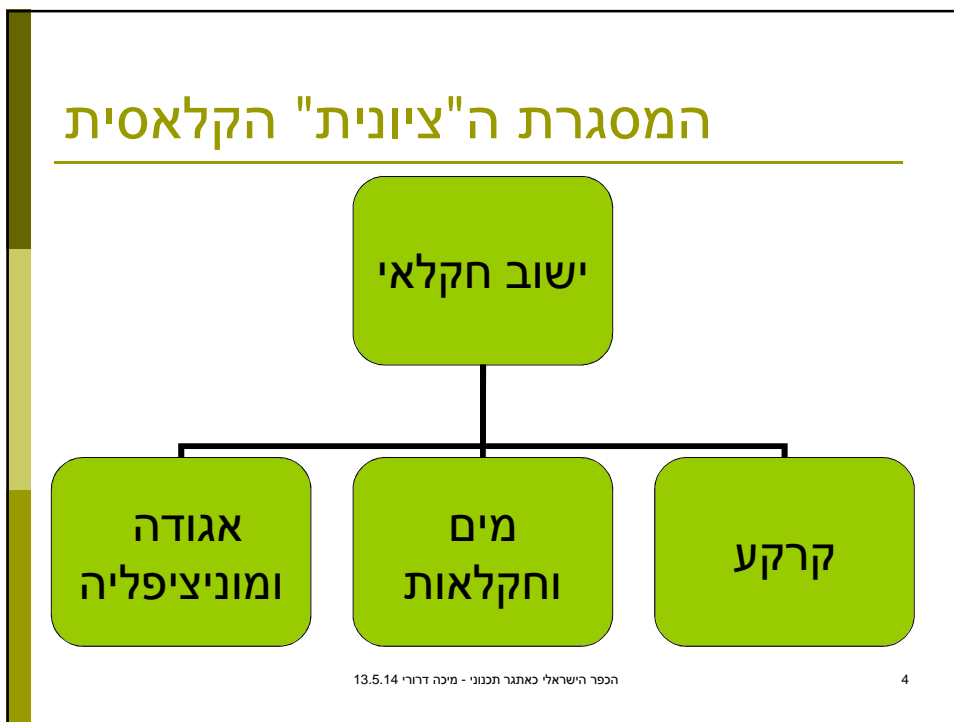 המסגרת ה"ציונית" הקלאסית
ישוב חקלאי
קרקע
מים
וחקלאות
אגודה
ומוניציפליה
הכפר הישראלי כאתגר תכנוני - מיכה דרורי 13.5.14
4